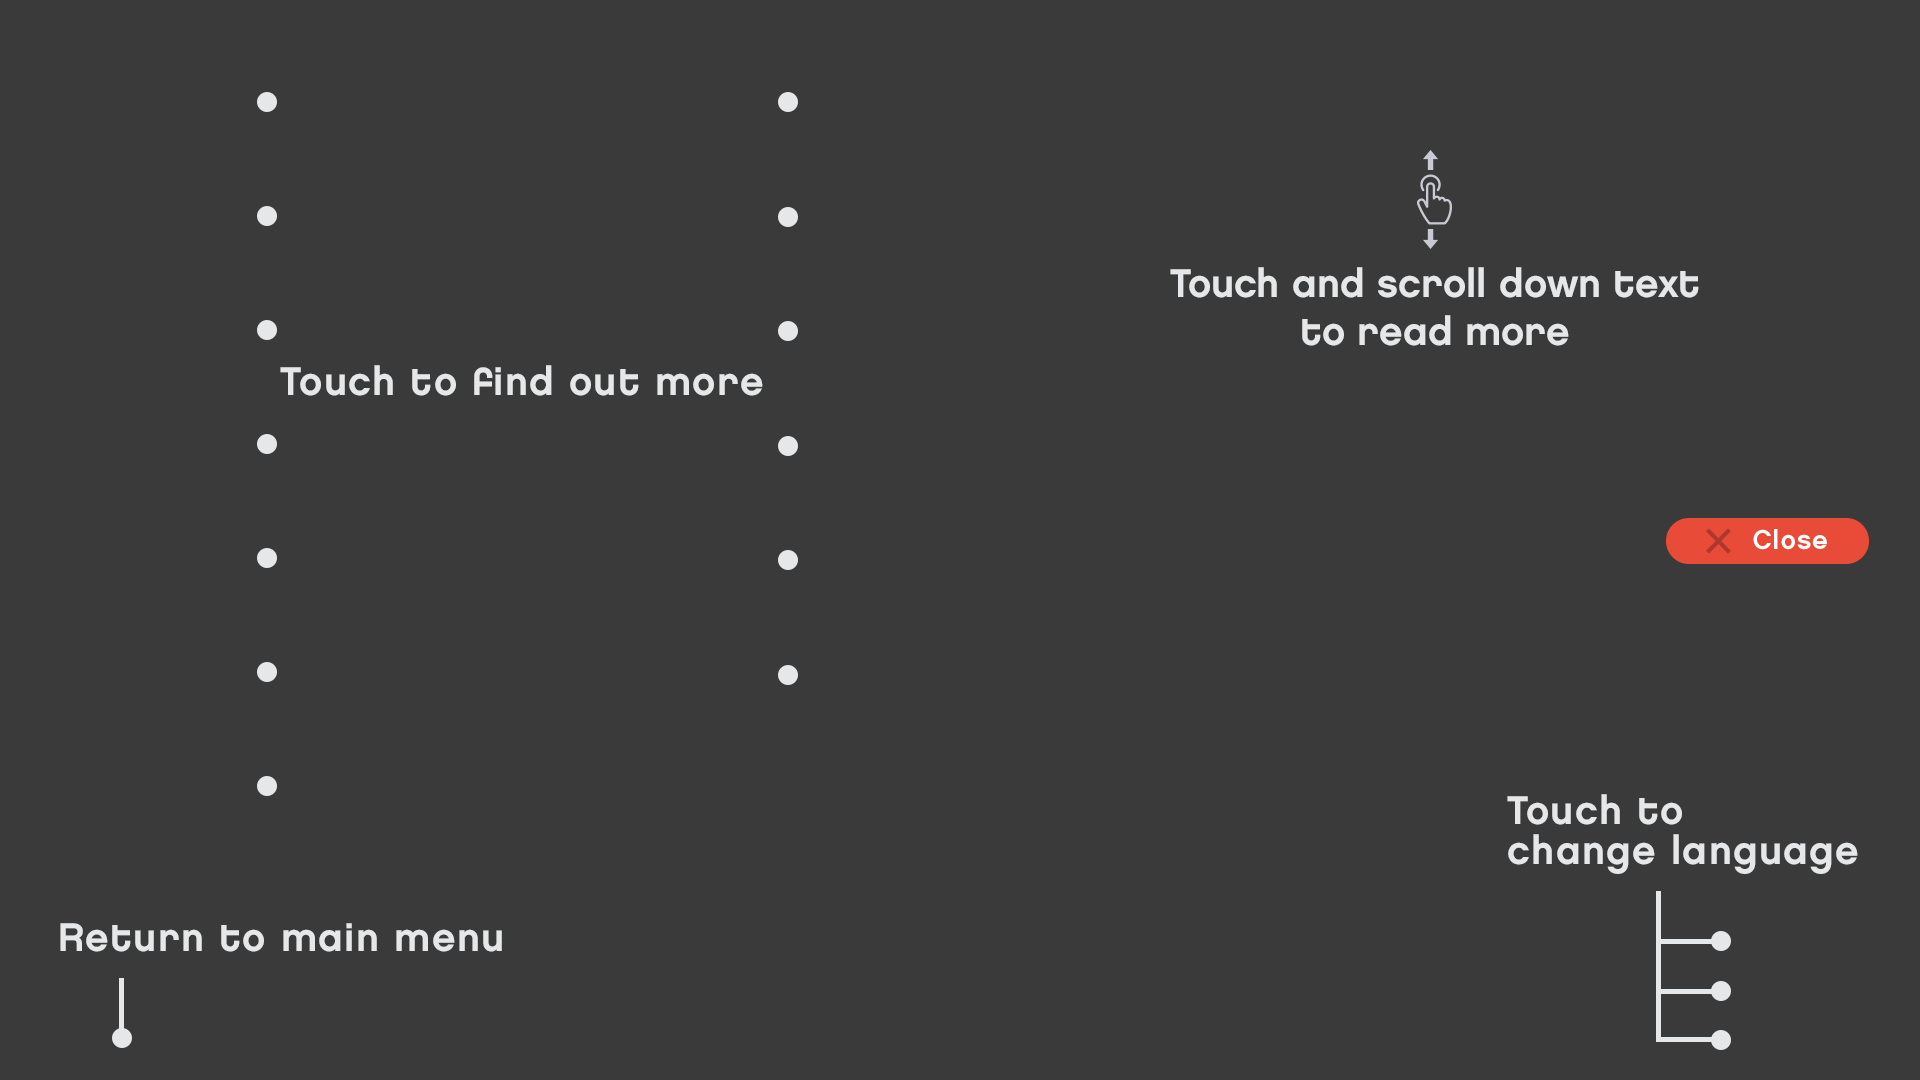 Touch and scroll down text
to read more
Touch to find out more
Close
Touch to
change language
Return to main menu